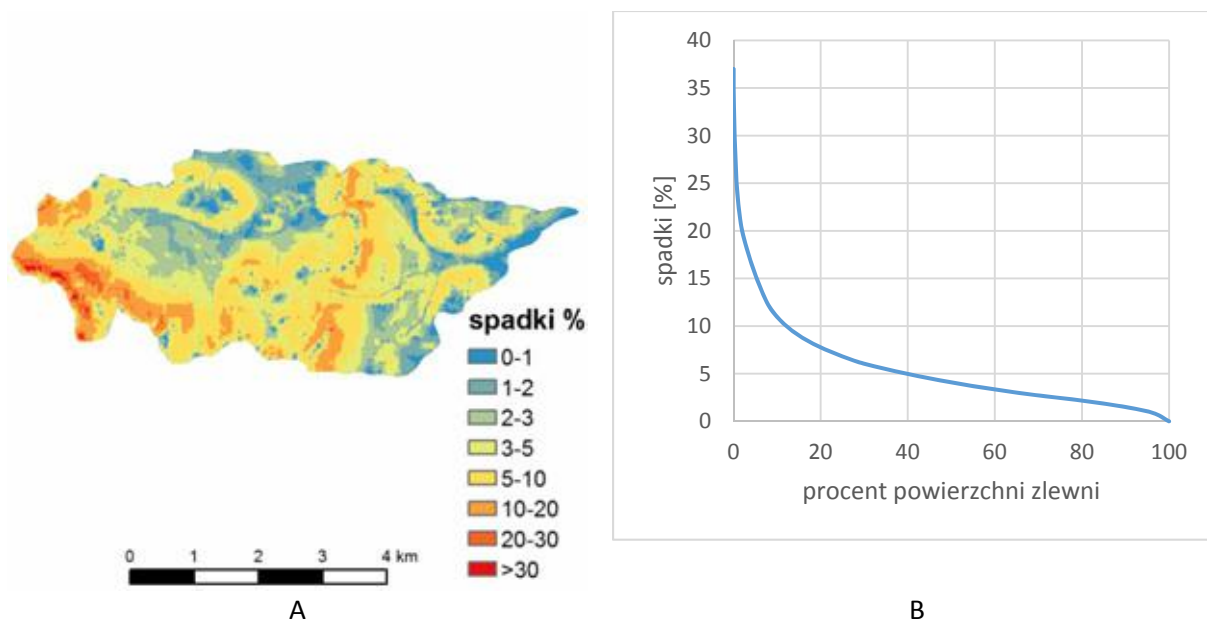 spadki %
0-1
1-2
2-3
3-5
5-10
10-20
20-30
>30
0 1 2 3 4 km
A
40
35
30
25
20
15
10
5
0
spadki [%]
0 20 40 60 80 100
procent powierzchni zlewni
B